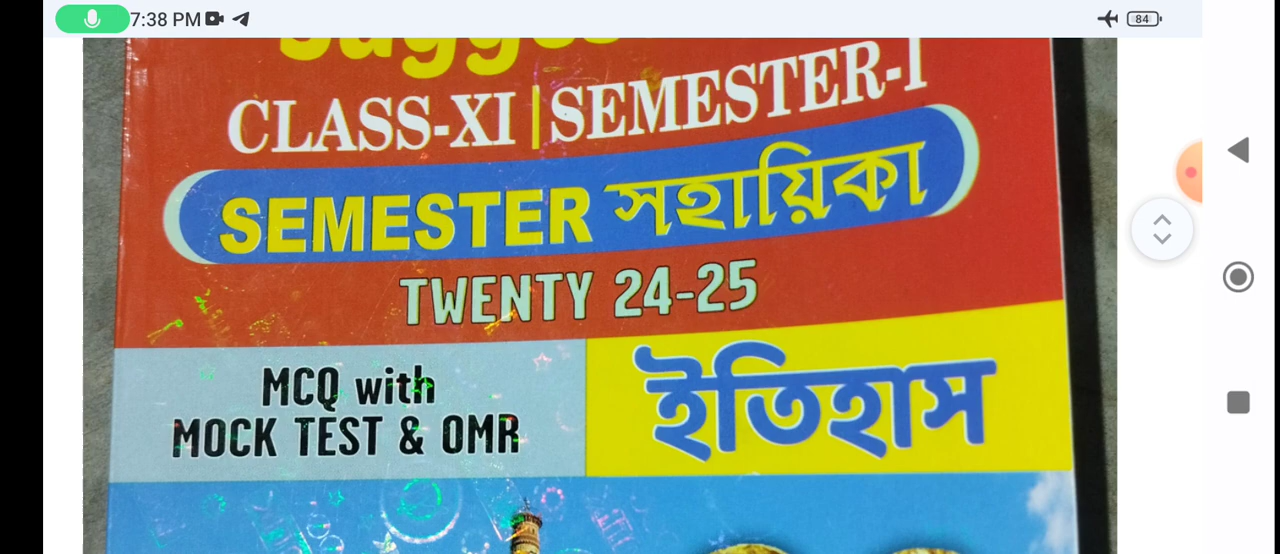 7:38 PM
84
CLASS-XI | SEMESTER-I
SEMESTER সহায়িকা
TWENTY 24-25
MCQ with
MOCK TEST & OMR
ইতিহাস